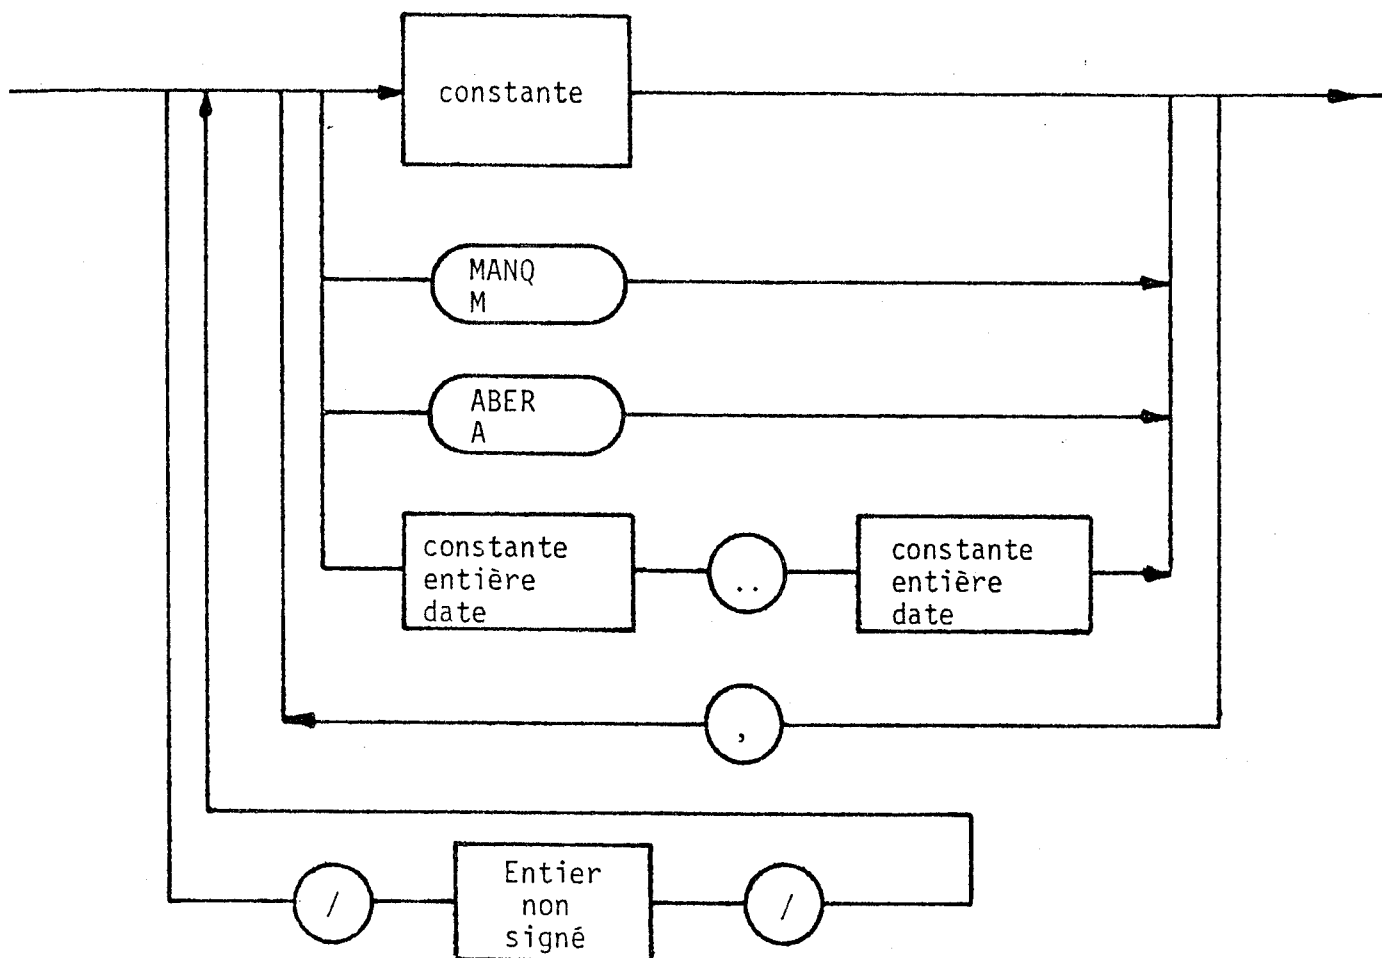 constante
MANQ
M
ABER
A
constante
entière
date
..
constante
entière
date
,
/
Entier
non
signé
/